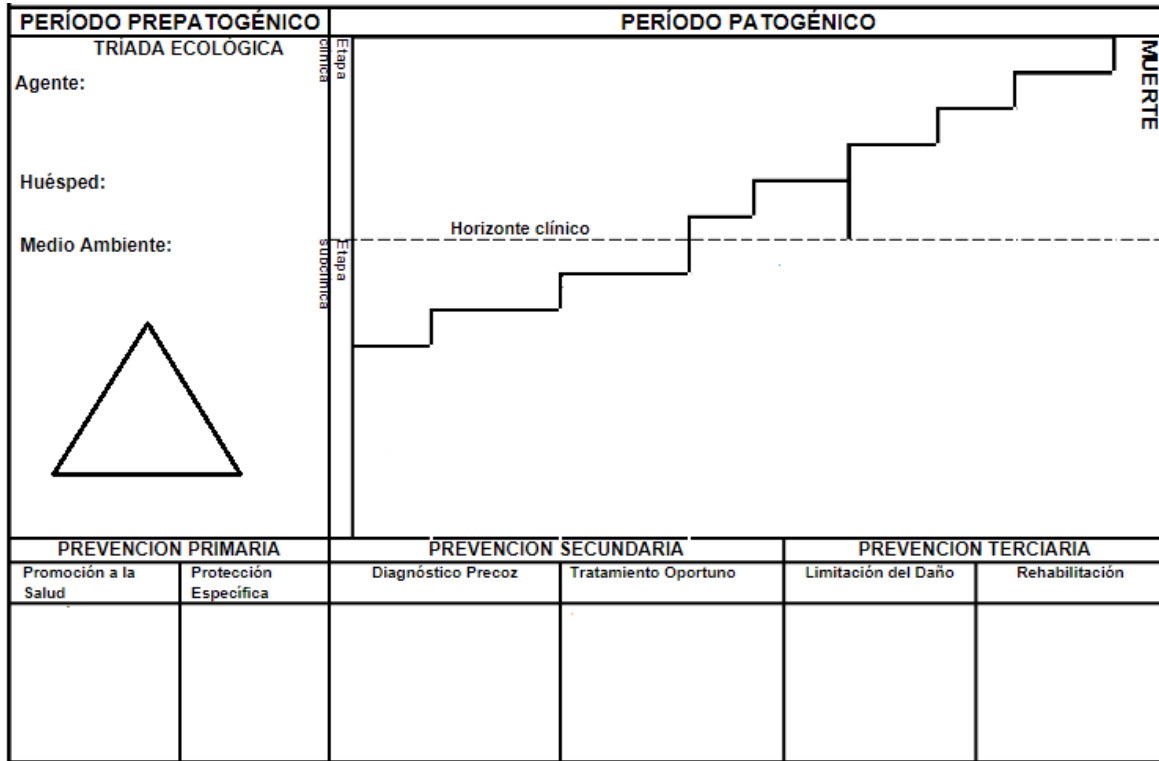 PERÍODO PREPATOGÉNICO
PERÍODO PATOGÉNICO
TRÍADA ECOLÓGICA
Agente:
Huésped:
Medio Ambiente:
Etapa
clínica
MUERTE
Horizonte clínico
Etapa
subclínica
PREVENCION PRIMARIA
PREVENCION SECUNDARIA
PREVENCION TERCIARIA
Promoción a la
Salud
Protección
Específica
Diagnóstico Precoz
Tratamiento Oportuno
Limitación del Daño
Rehabilitación